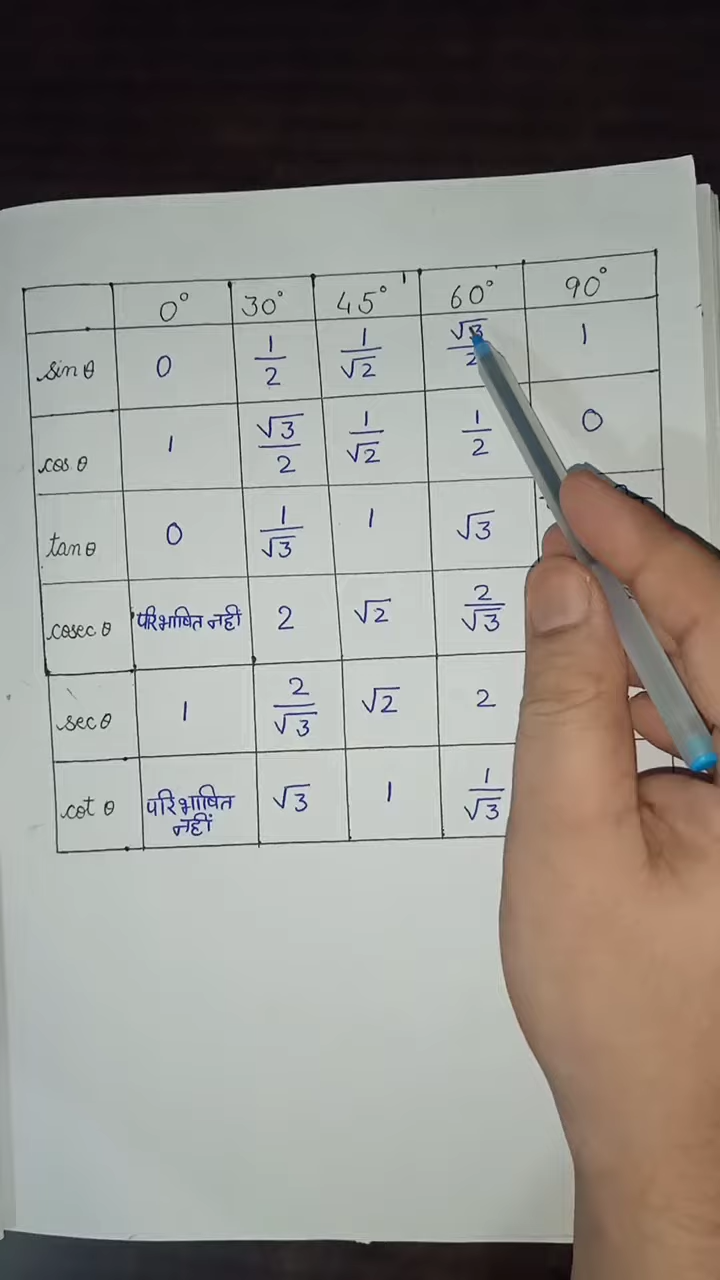 0° 30° 45° 60° 90°
sin θ 0 1/2 1/√2 √3/2 1
cos θ 1 √3/2 1/√2 1/2 0
tan θ 0 1/√3 1 √3
cosec θ परिभाषित नहीं 2 √2 2/√3
sec θ 1 2/√3 √2 2
cot θ परिभाषित नहीं √3 1 1/√3